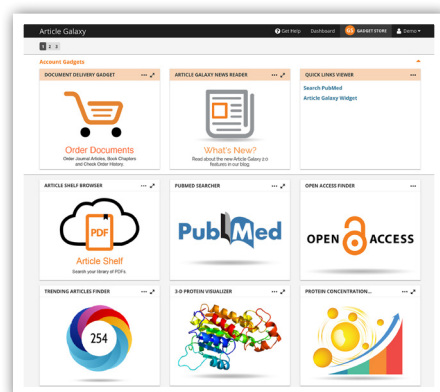 Article Galaxy
Get Help Dashboard GS GADGET STORE Demo
1 2 3
Account Gadgets
DOCUMENT DELIVERY GADGET
ARTICLE GALAXY NEWS READER
QUICK LINKS VIEWER
Order Documents
Order Journal Articles, Book Chapters
and Check Order History.
What's New?
Read about the new Article Galaxy 2.0
features in our blog.
Search PubMed
Article Galaxy Widget
ARTICLE SHELF BROWSER
PUBMED SEARCHER
OPEN ACCESS FINDER
PDF
Article Shelf
Search your library of PDFs
PubMed
OPEN ACCESS
TRENDING ARTICLES FINDER
3-D PROTEIN VISUALIZER
PROTEIN CONCENTRATION...
254